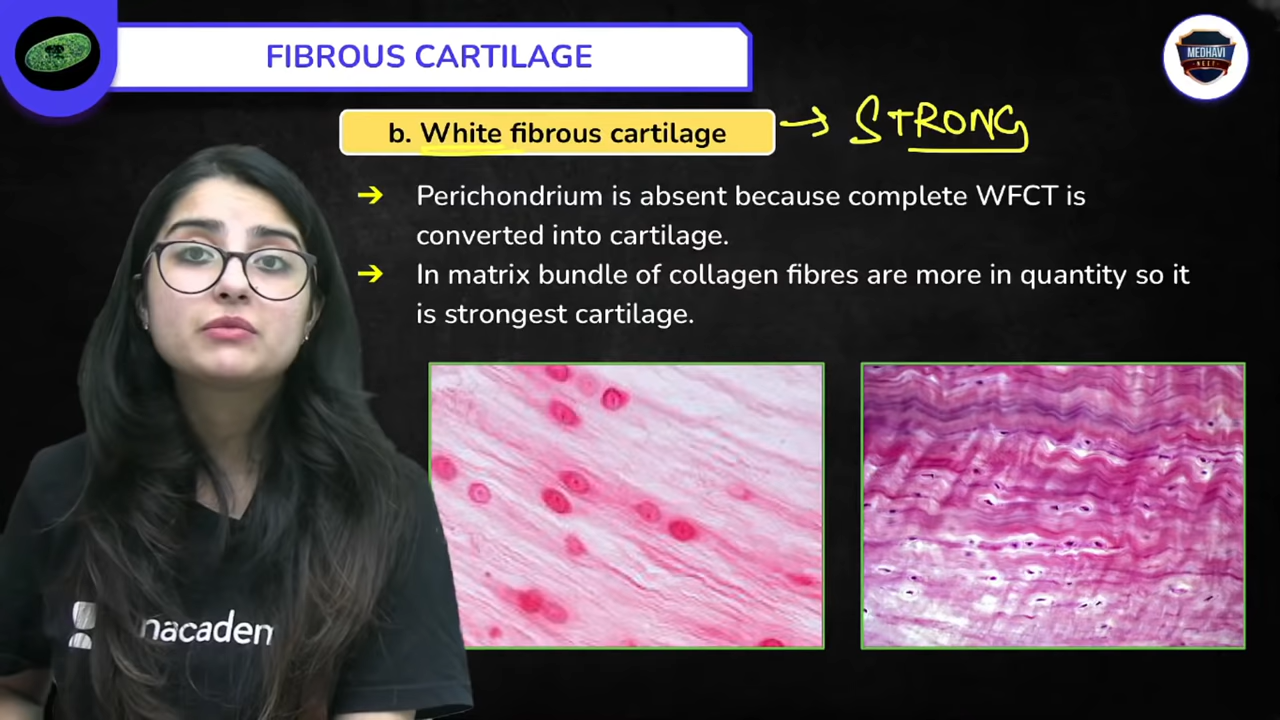 FIBROUS CARTILAGE
MEDHAVI
NEET
b. White fibrous cartilage → STRONG
➔ Perichondrium is absent because complete WFCT is
converted into cartilage.
➔ In matrix bundle of collagen fibres are more in quantity so it
is strongest cartilage.
nacadem